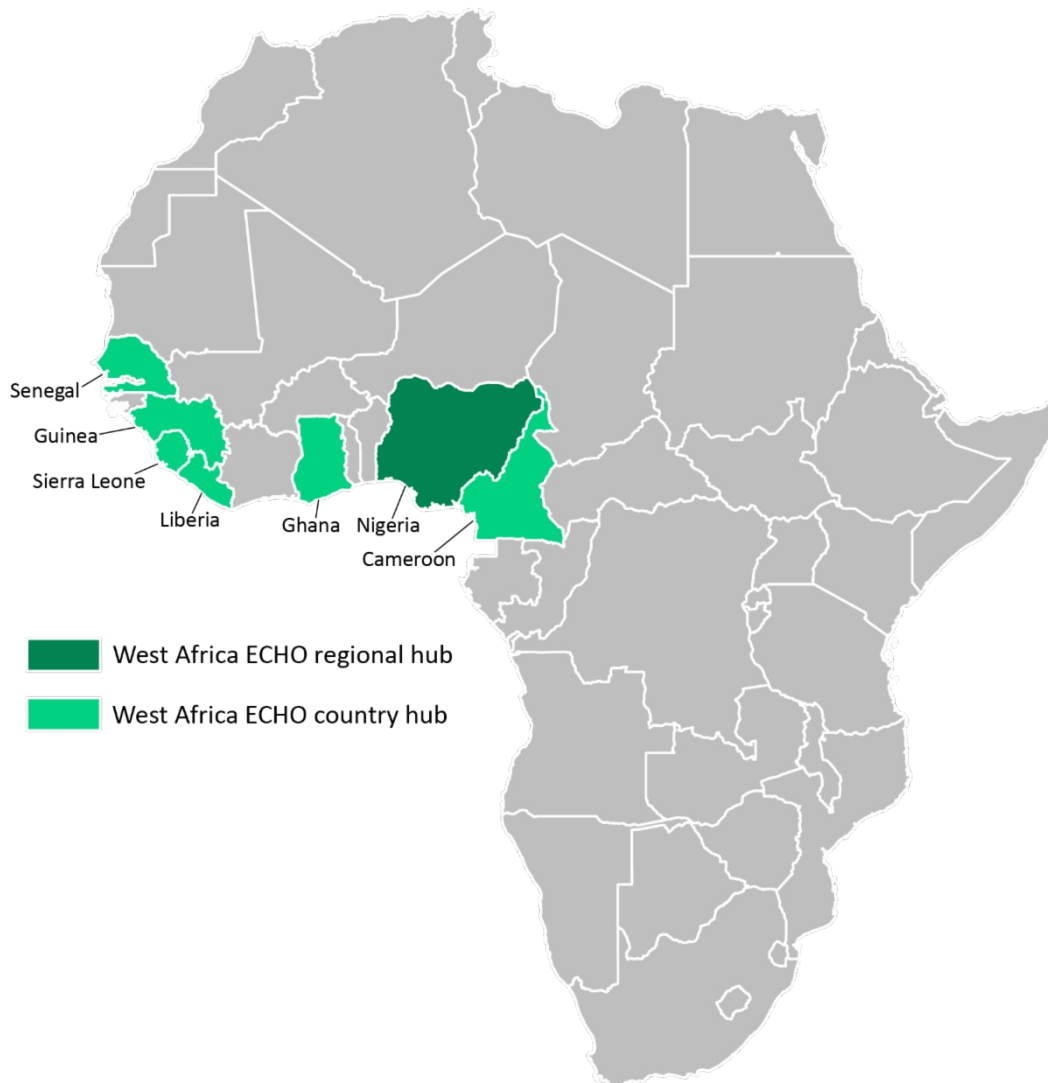 Senegal
Guinea
Sierra Leone
Liberia
Ghana
Nigeria
Cameroon
West Africa ECHO regional hub
West Africa ECHO country hub